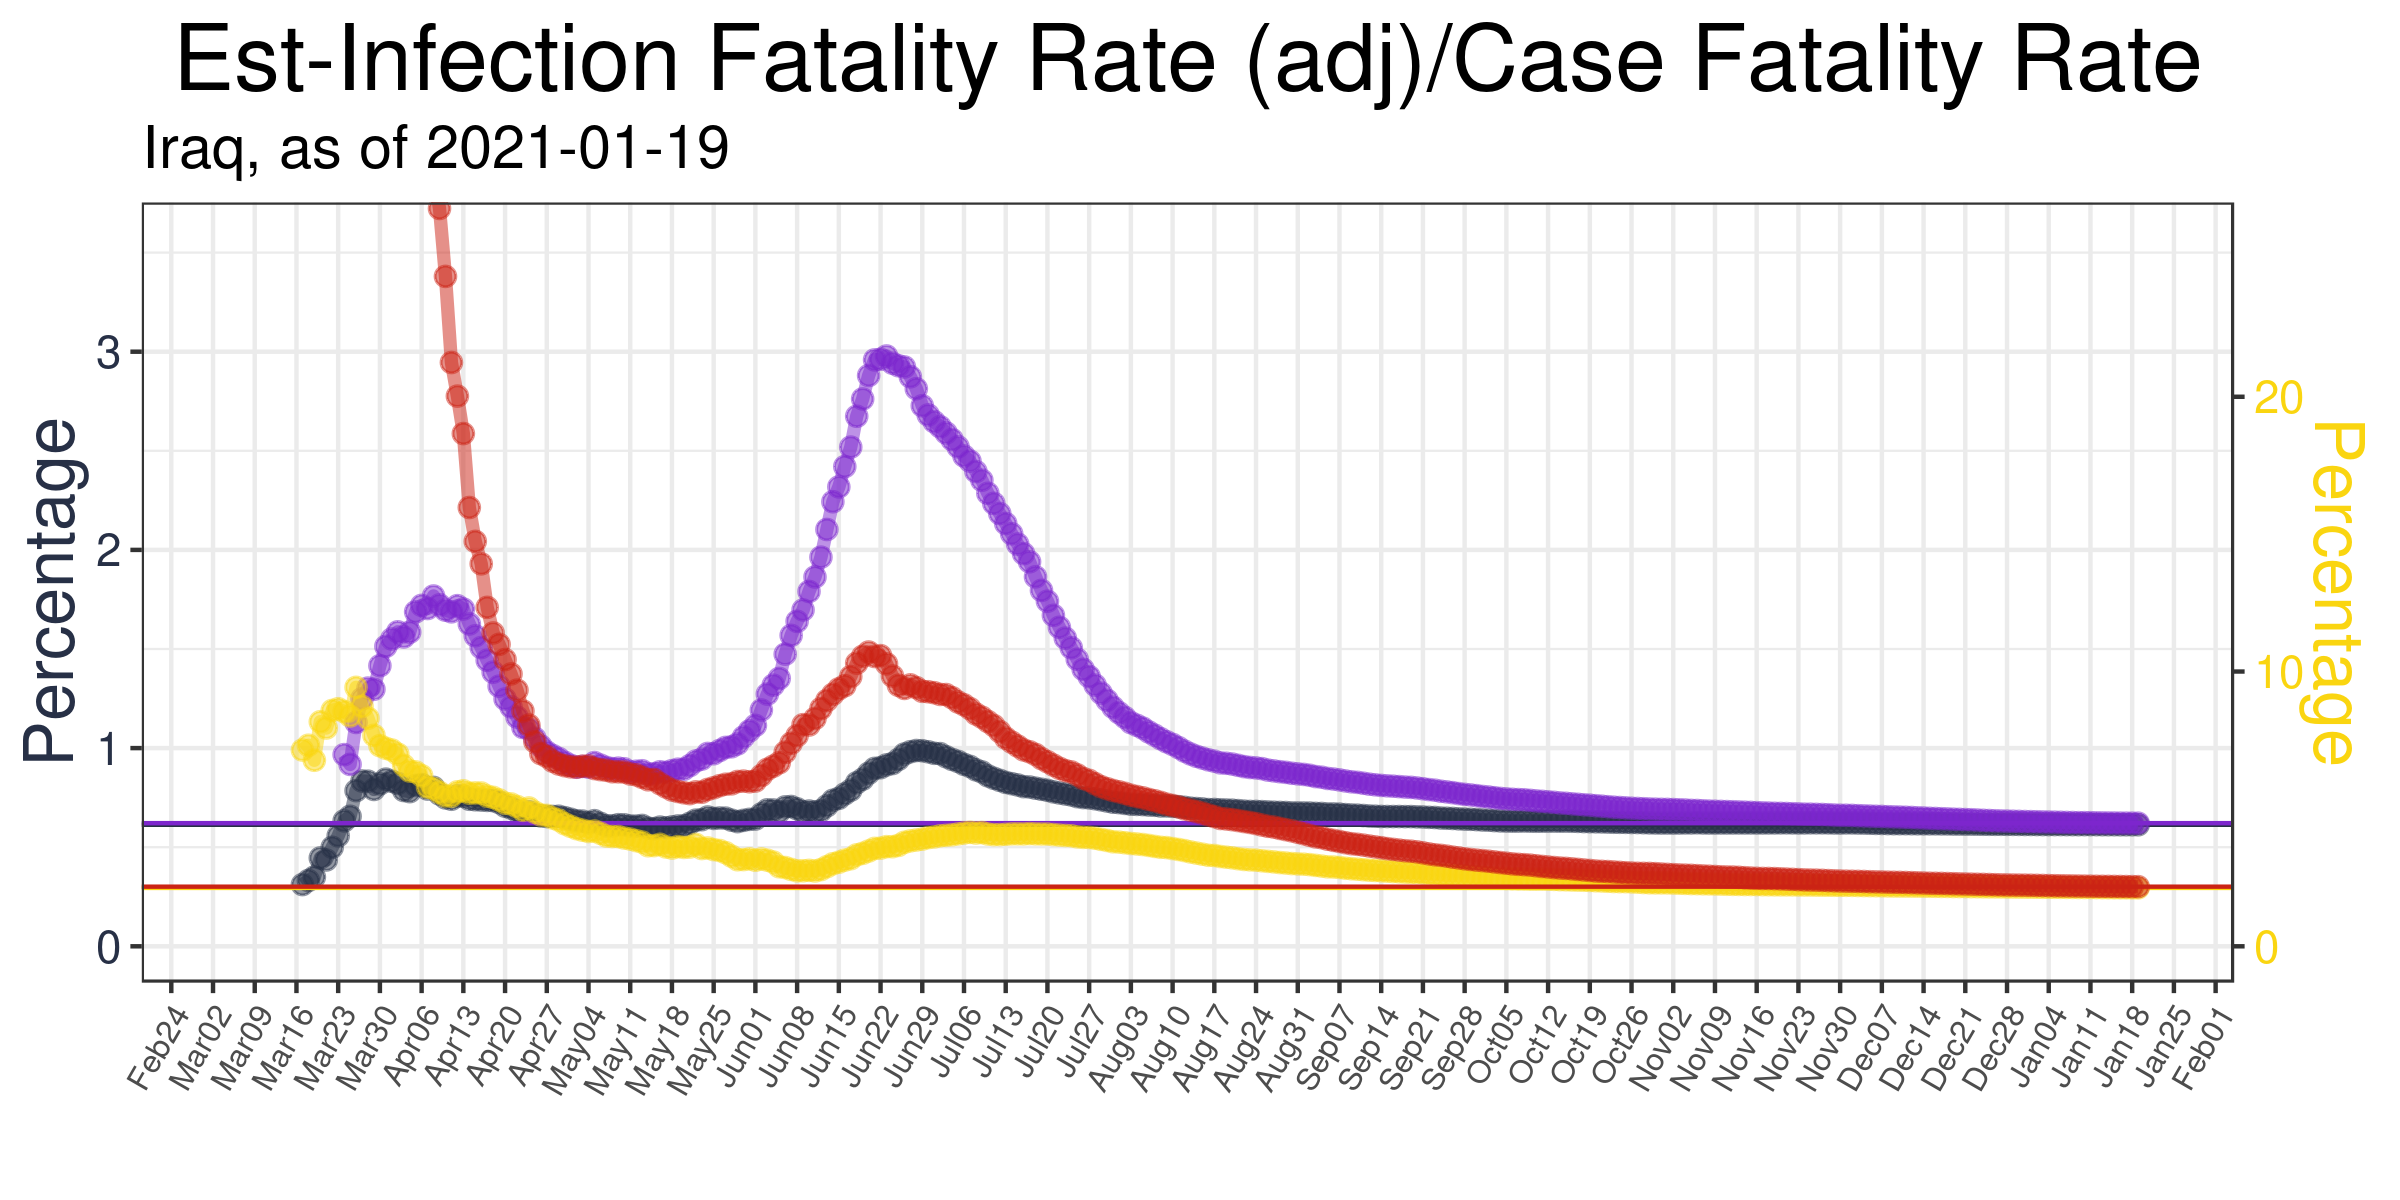 Est-Infection Fatality Rate (adj)/Case Fatality Rate
Iraq, as of 2021-01-19
Percentage
3
2
1
0
20
10
0
Percentage
Feb24
Mar02
Mar09
Mar16
Mar23
Mar30
Apr06
Apr13
Apr20
Apr27
May04
May11
May18
May25
Jun01
Jun08
Jun15
Jun22
Jun29
Jul06
Jul13
Jul20
Jul27
Aug03
Aug10
Aug17
Aug24
Aug31
Sep07
Sep14
Sep21
Sep28
Oct05
Oct12
Oct19
Oct26
Nov02
Nov09
Nov16
Nov23
Nov30
Dec07
Dec14
Dec21
Dec28
Jan04
Jan11
Jan18
Jan25
Feb01